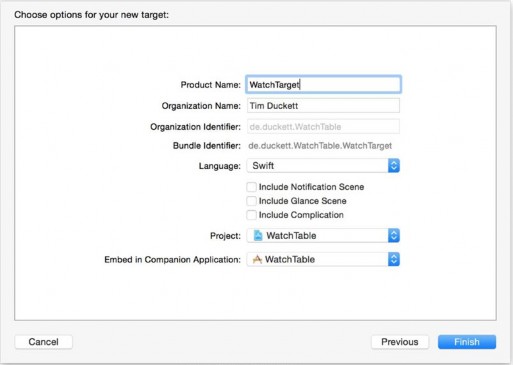 Choose options for your new target:
Product Name: WatchTarget
Organization Name: Tim Duckett
Organization Identifier: de.duckett.WatchTable
Bundle Identifier: de.duckett.WatchTable.WatchTarget
Language: Swift
Include Notification Scene
Include Glance Scene
Include Complication
Project: WatchTable
Embed in Companion Application: WatchTable
Cancel Previous Finish